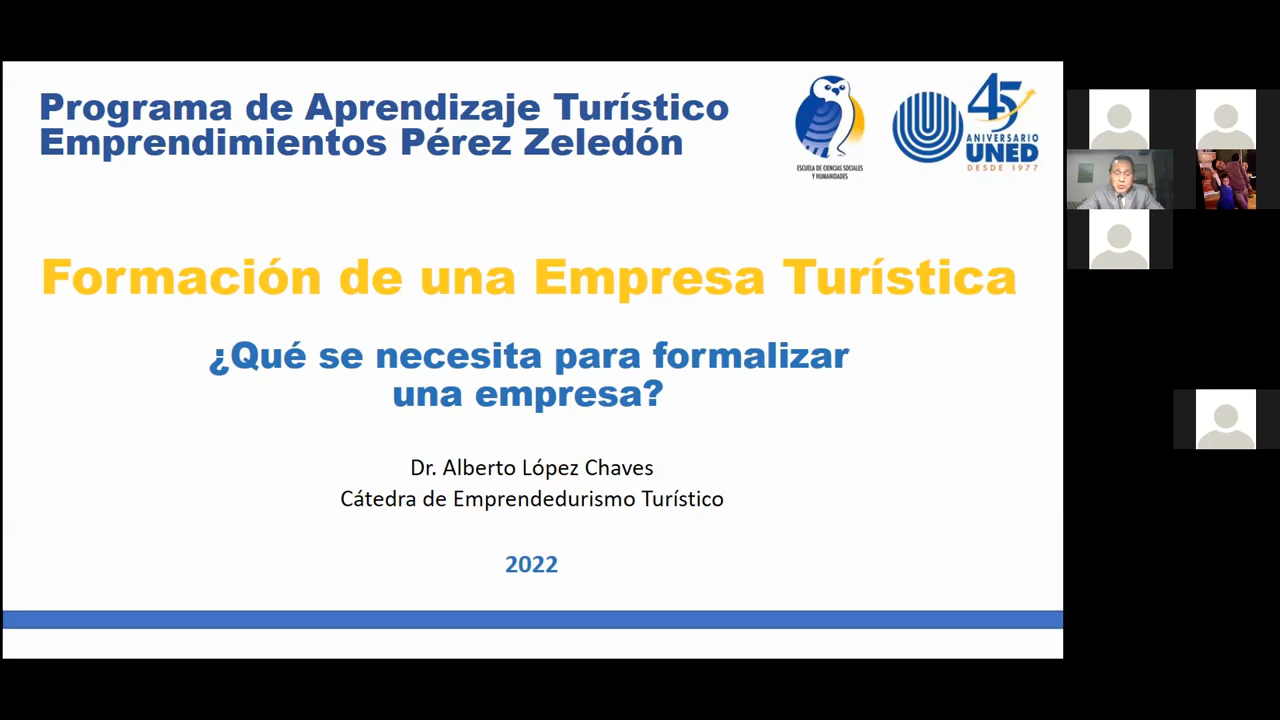 Programa de Aprendizaje Turístico
Emprendimientos Pérez Zeledón
ESCUELA DE CIENCIAS SOCIALES
Y HUMANIDADES
45
ANIVERSARIO
UNED
DESDE 1977
Formación de una Empresa Turística
¿Qué se necesita para formalizar
una empresa?
Dr. Alberto López Chaves
Cátedra de Emprendedurismo Turístico
2022